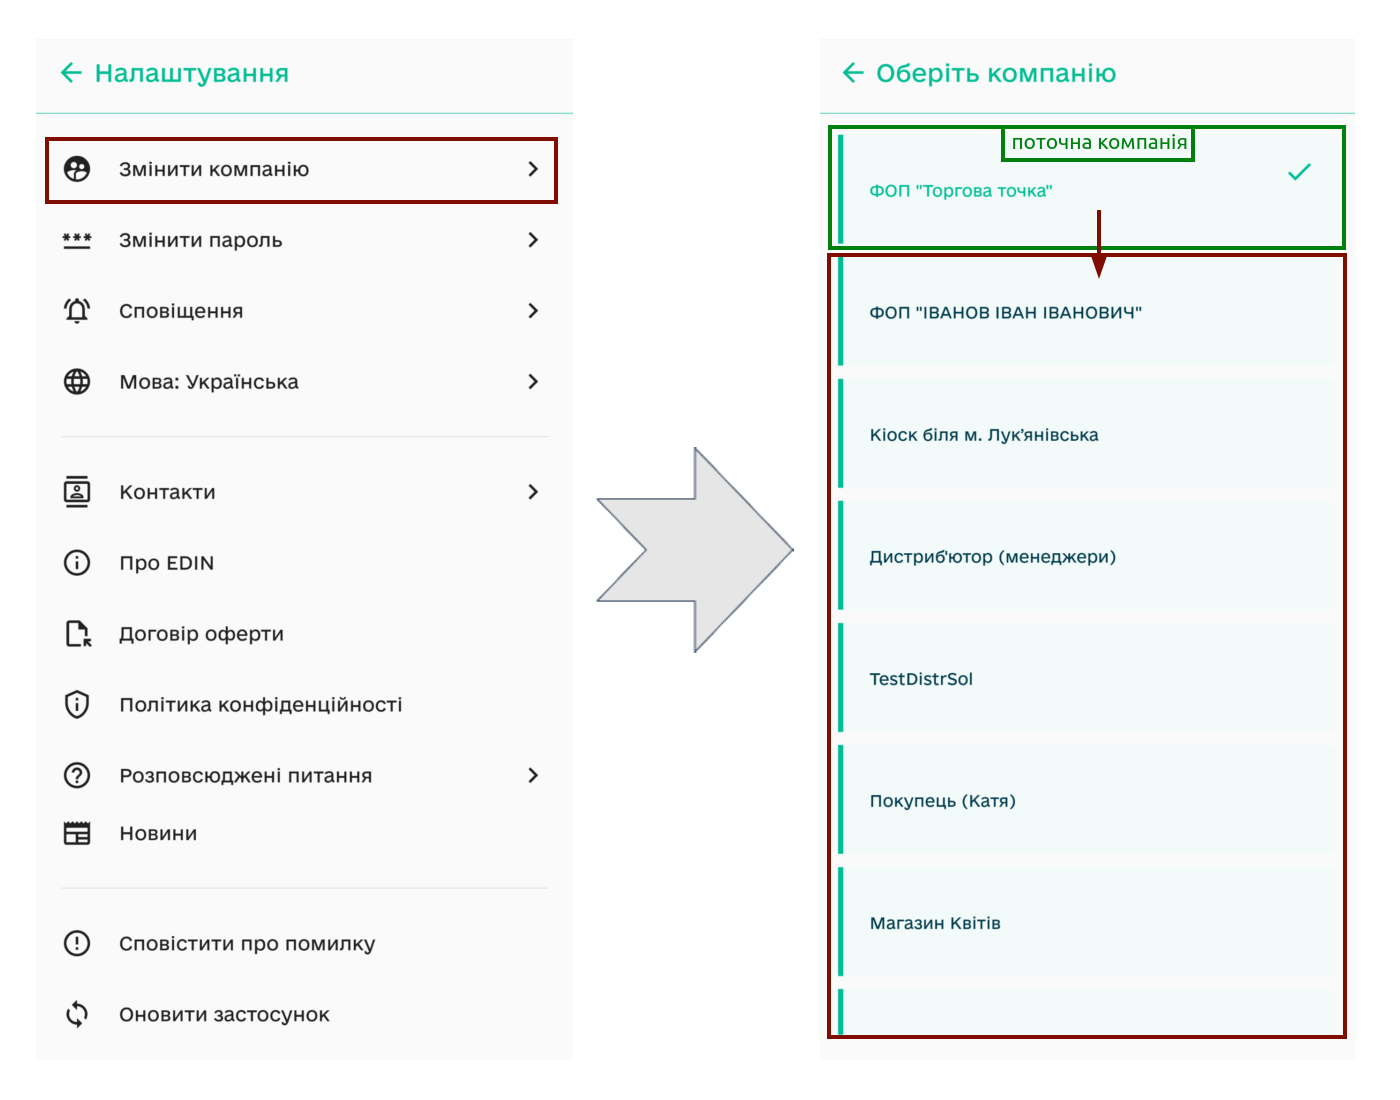 Налаштування
Змінити компанію
Змінити пароль
Сповіщення
Мова: Українська
Контакти
Про EDIN
Договір оферти
Політика конфіденційності
Розповсюджені питання
Новини
Сповістити про помилку
Оновити застосунок
Оберіть компанію
поточна компанія
ФОП "Торгова точка"
ФОП "ІВАНОВ ІВАН ІВАНОВИЧ"
Кіоск біля м. Лук’янівська
Дистриб'ютор (менеджери)
TestDistrSol
Покупець (Катя)
Магазин Квітів